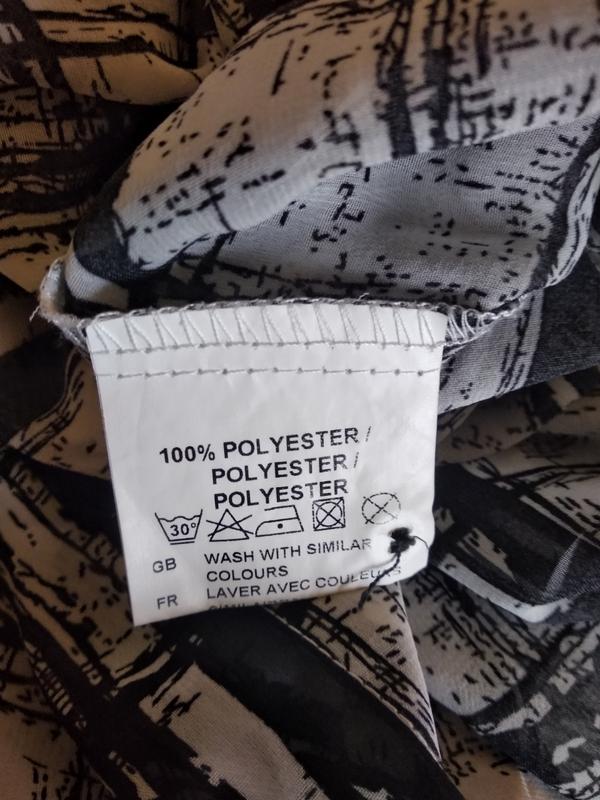 100% POLYESTER /
POLYESTER /
POLYESTER
30°
GB WASH WITH SIMILAR
COLOURS
FR LAVER AVEC COULEURS